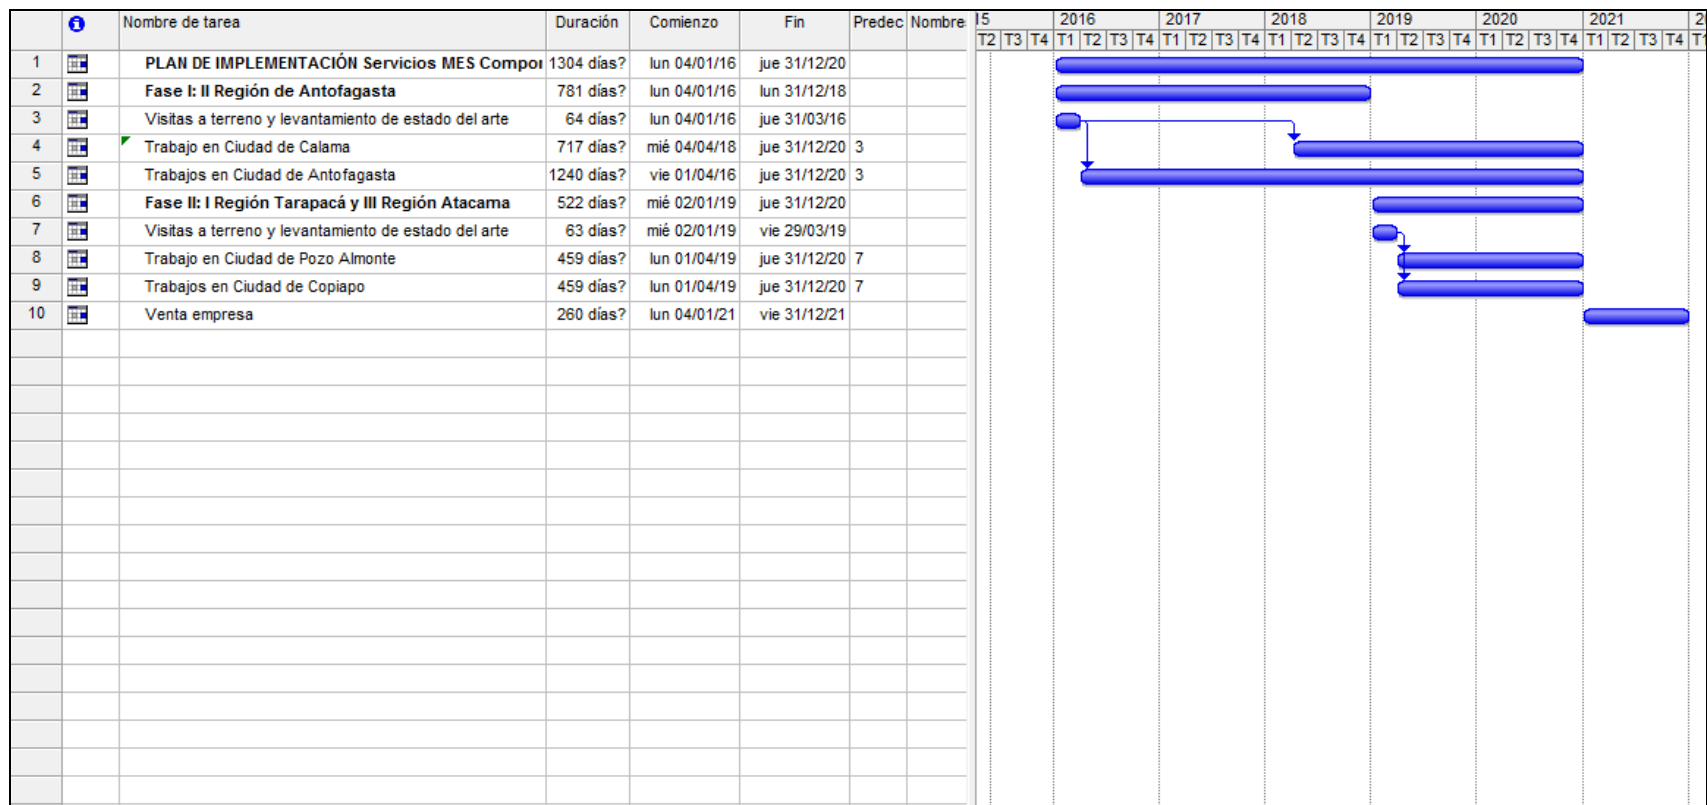 Nombre de tarea Duración Comienzo Fin Predec Nombre 15 2016 2017 2018 2019 2020 2021 2
T2 T3 T4 T1 T2 T3 T4 T1 T2 T3 T4 T1 T2 T3 T4 T1 T2 T3 T4 T1 T2 T3 T4 T1 T2 T3 T4 T1
1 PLAN DE IMPLEMENTACIÓN Servicios MES Compor 1304 días? lun 04/01/16 jue 31/12/20
2 Fase I: II Región de Antofagasta 781 días? lun 04/01/16 lun 31/12/18
3 Visitas a terreno y levantamiento de estado del arte 64 días? lun 04/01/16 jue 31/03/16
4 Trabajo en Ciudad de Calama 717 días? mié 04/04/18 jue 31/12/20 3
5 Trabajos en Ciudad de Antofagasta 1240 días? vie 01/04/16 jue 31/12/20 3
6 Fase II: I Región Tarapacá y III Región Atacama 522 días? mié 02/01/19 jue 31/12/20
7 Visitas a terreno y levantamiento de estado del arte 63 días? mié 02/01/19 vie 29/03/19
8 Trabajo en Ciudad de Pozo Almonte 459 días? lun 01/04/19 jue 31/12/20 7
9 Trabajos en Ciudad de Copiapo 459 días? lun 01/04/19 jue 31/12/20 7
10 Venta empresa 260 días? lun 04/01/21 vie 31/12/21